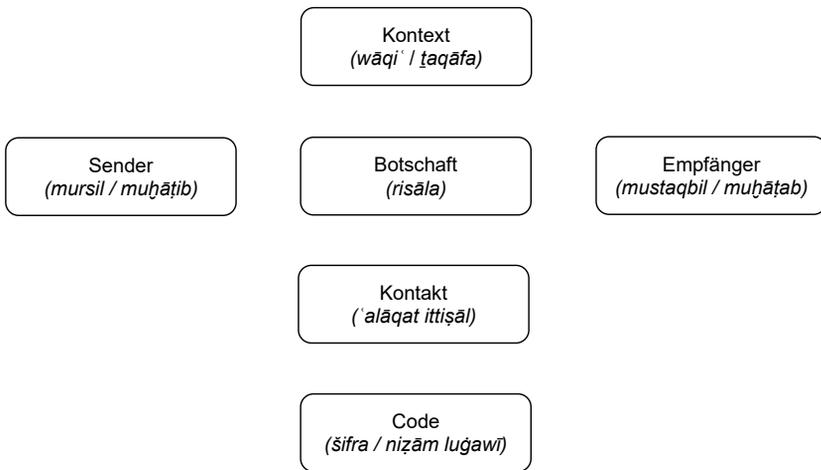 Kontext
(wāqiʿ / ṯaqāfa)
Sender
(mursil / muḫāṭib)
Botschaft
(risāla)
Empfänger
(mustaqbil / muḫāṭab)
Kontakt
(ʿalāqat ittiṣāl)
Code
(šifra / niẓām luġawī)